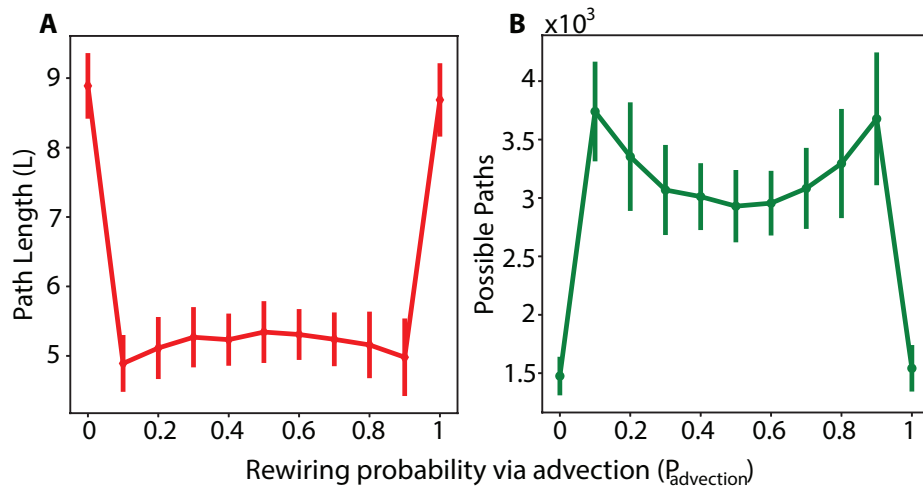 A
B
x10³
9
8
7
6
5
Path Length (L)
0 0.2 0.4 0.6 0.8 1
4
3.5
3
2.5
2
1.5
Possible Paths
0 0.2 0.4 0.6 0.8 1
Rewiring probability via advection (Padvection)